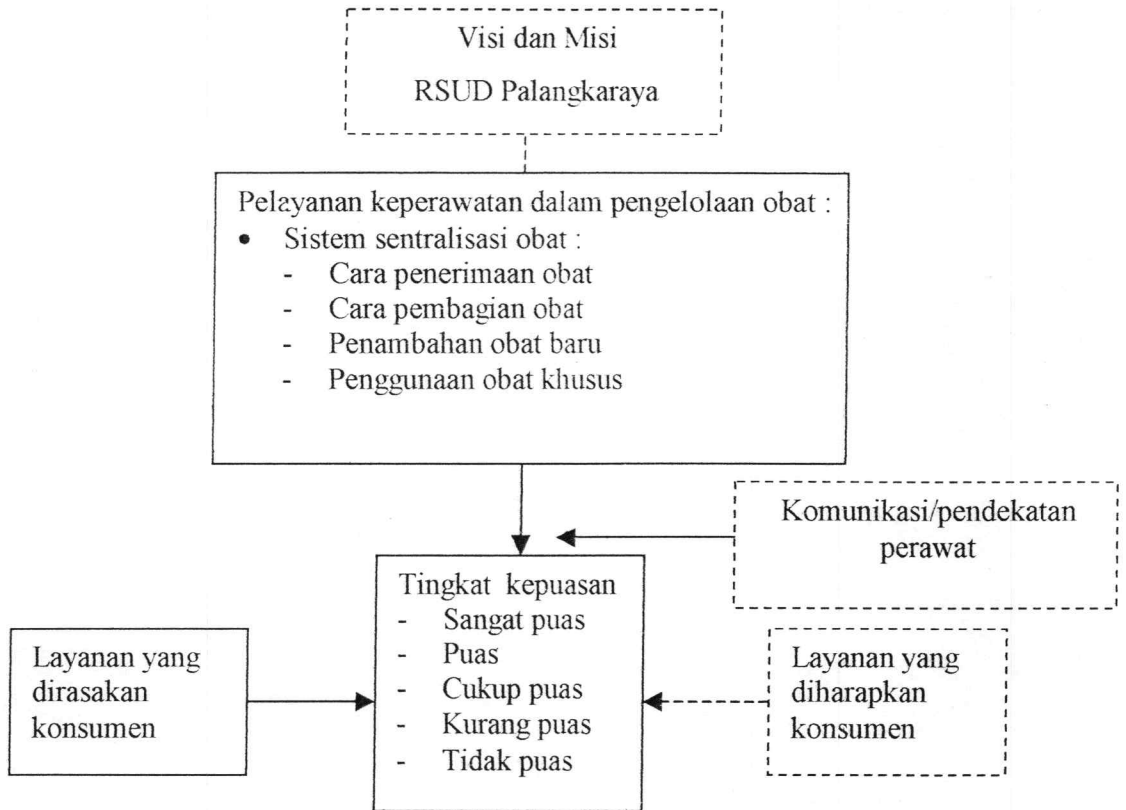 Visi dan Misi
RSUD Palangkaraya
Pelayanan keperawatan dalam pengelolaan obat :
• Sistem sentralisasi obat :
- Cara penerimaan obat
- Cara pembagian obat
- Penambahan obat baru
- Penggunaan obat khusus
Komunikasi/pendekatan
perawat
Tingkat kepuasan
- Sangat puas
- Puas
- Cukup puas
- Kurang puas
- Tidak puas
Layanan yang
dirasakan
konsumen
Layanan yang
diharapkan
konsumen